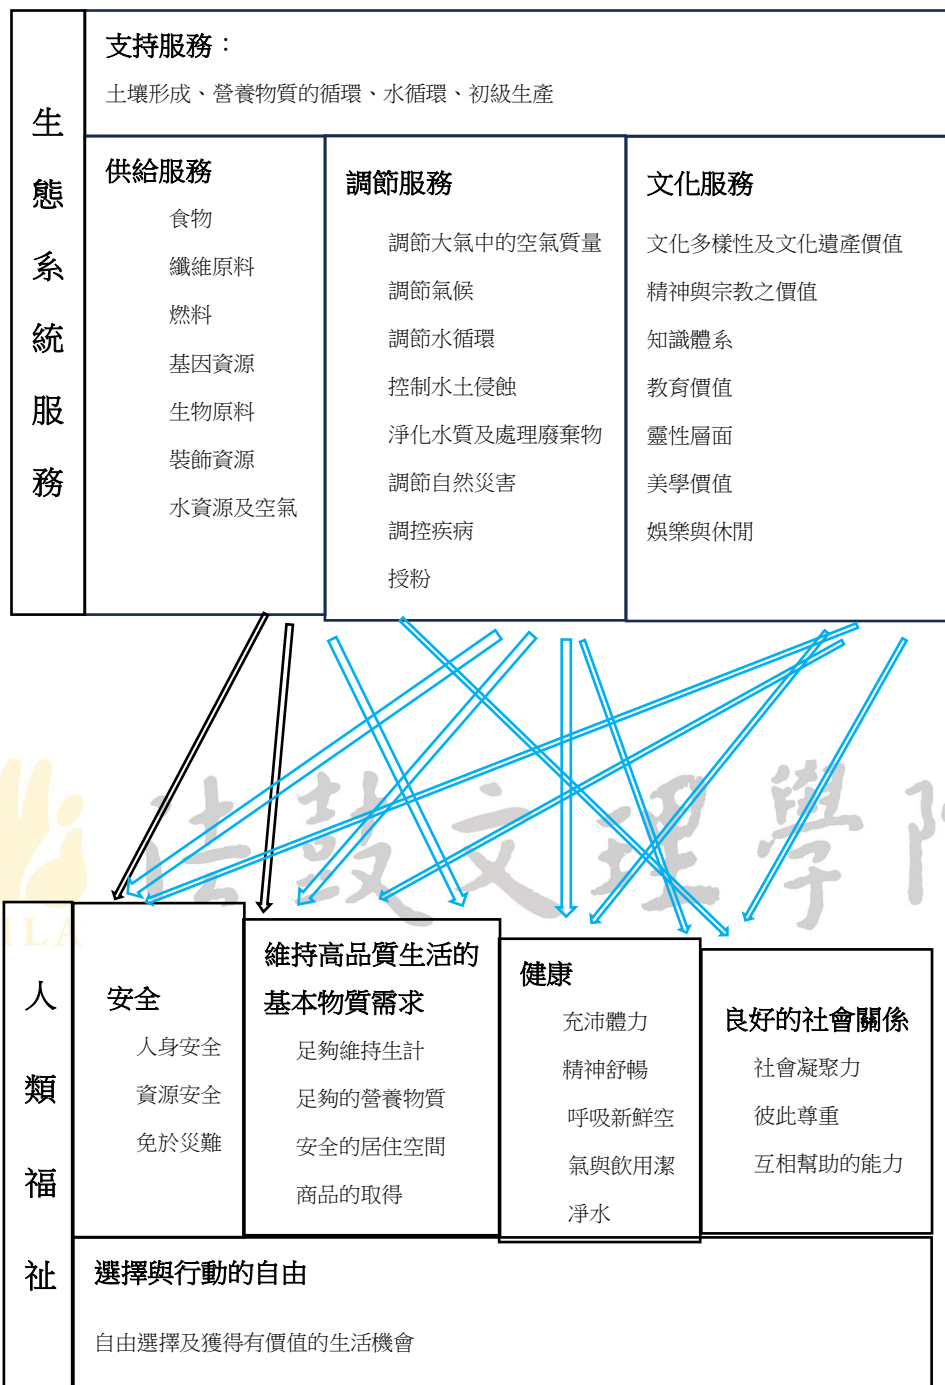 生態系統服務
支持服務：
土壤形成、營養物質的循環、水循環、初級生產
供給服務
食物
纖維原料
燃料
基因資源
生物原料
裝飾資源
水資源及空氣
調節服務
調節大氣中的空氣質量
調節氣候
調節水循環
控制水土侵蝕
淨化水質及處理廢棄物
調節自然災害
調控疾病
授粉
文化服務
文化多樣性及文化遺產價值
精神與宗教之價值
知識體系
教育價值
靈性層面
美學價值
娛樂與休閒
法鼓文理學
ILA
人類福祉
安全
人身安全
資源安全
免於災難
維持高品質生活的
基本物質需求
足夠維持生計
足夠的營養物質
安全的居住空間
商品的取得
健康
充沛體力
精神舒暢
呼吸新鮮空
氣與飲用潔
凈水
良好的社會關係
社會凝聚力
彼此尊重
互相幫助的能力
選擇與行動的自由
自由選擇及獲得有價值的生活機會